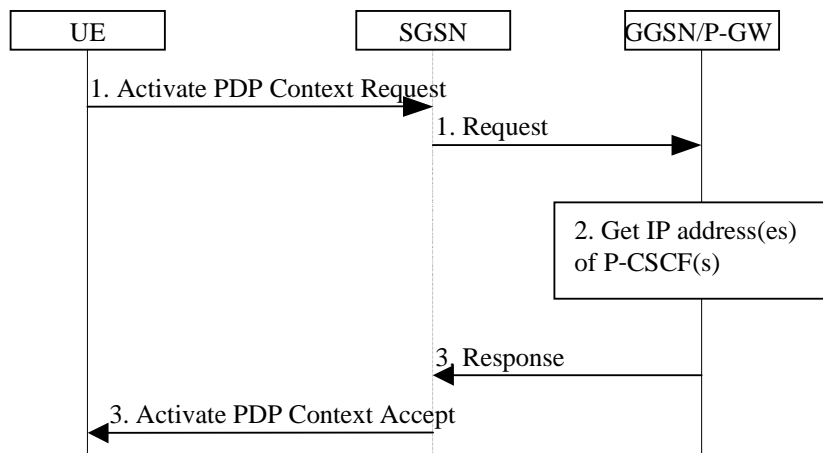 UE
SGSN
GGSN/P-GW
1. Activate PDP Context Request
1. Request
2. Get IP address(es)
of P-CSCF(s)
3. Response
3. Activate PDP Context Accept